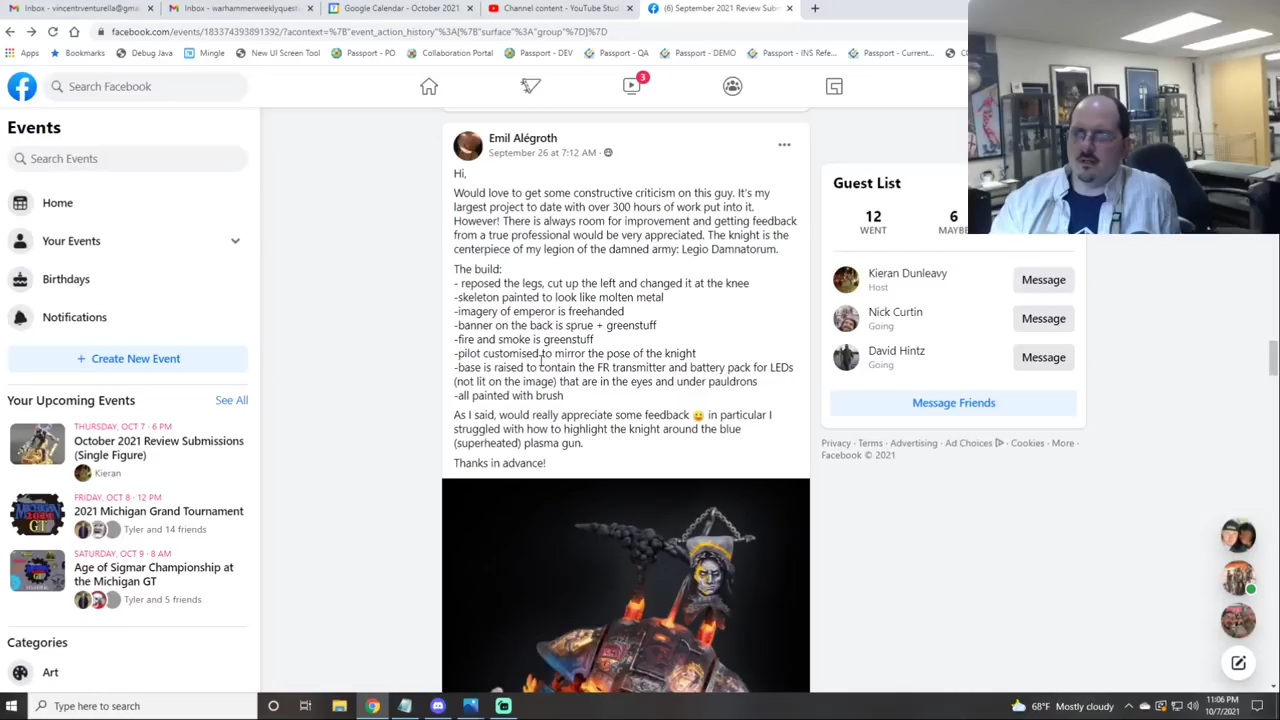 Inbox - vincentventurella@gmail.
Inbox - warhammerweeklyquest
Google Calendar - October 2021
Channel content - YouTube Stud
(6) September 2021 Review Subm
facebook.com/events/183374393891392/?acontext=%7B"event_action_history"%3A[%7B"surface"%3A"group"%7D]%7D
Apps
Bookmarks
Debug Java
Mingle
New UI Screen Tool
Passport - PO
Collaboration Portal
Passport - DEV
Passport - QA
Passport - DEMO
Passport - INS Refe...
Passport - Current...
Search Facebook
3
Events
Search Events
Home
Your Events
Birthdays
Notifications
+ Create New Event
Your Upcoming Events
See All
THURSDAY, OCT 7 · 6 PM
October 2021 Review Submissions
(Single Figure)
Kieran
FRIDAY, OCT 8 · 12 PM
2021 Michigan Grand Tournament
Tyler and 14 friends
SATURDAY, OCT 9 · 8 AM
Age of Sigmar Championship at
the Michigan GT
Tyler and 5 friends
Categories
Art
Emil Alégroth
September 26 at 7:12 AM ·
Hi,
Would love to get some constructive criticism on this guy. It's my
largest project to date with over 300 hours of work put into it.
However! There is always room for improvement and getting feedback
from a true professional would be very appreciated. The knight is the
centerpiece of my legion of the damned army: Legio Damnatorum.
The build:
- reposed the legs, cut up the left and changed it at the knee
-skeleton painted to look like molten metal
-imagery of emperor is freehanded
-banner on the back is sprue + greenstuff
-fire and smoke is greenstuff
-pilot customised to mirror the pose of the knight
-base is raised to contain the FR transmitter and battery pack for LEDs
(not lit on the image) that are in the eyes and under pauldrons
-all painted with brush
As I said, would really appreciate some feedback 😀 in particular I
struggled with how to highlight the knight around the blue
(superheated) plasma gun.
Thanks in advance!
Guest List
12
WENT
6
MAYBE
Kieran Dunleavy
Host
Message
Nick Curtin
Going
Message
David Hintz
Going
Message
Message Friends
Privacy · Terms · Advertising · Ad Choices · Cookies · More ·
Facebook © 2021
Type here to search
68°F Mostly cloudy
11:06 PM
10/7/2021